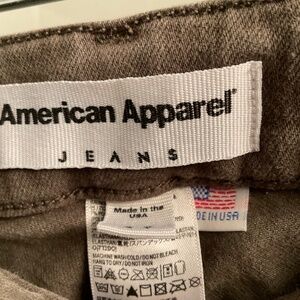 American Apparel
JEANS
Made in the
USA
DE IN USA
MACHINE WASH COLD / DO NOT BLEACH
HANG TO DRY / DO NOT IRON